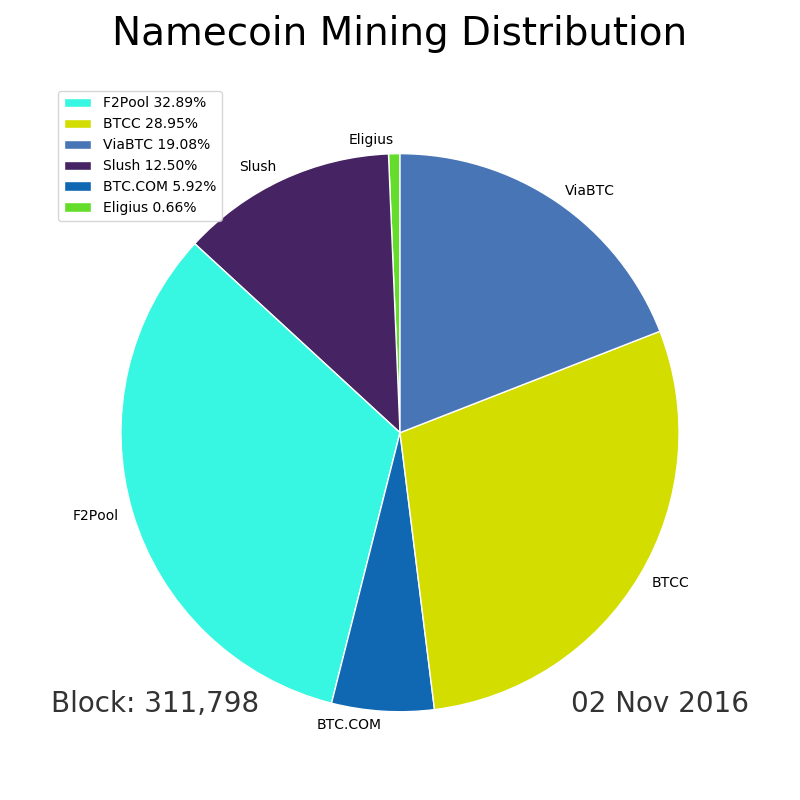 Namecoin Mining Distribution
F2Pool 32.89%
BTCC 28.95%
ViaBTC 19.08%
Slush 12.50%
BTC.COM 5.92%
Eligius 0.66%
Eligius
Slush
ViaBTC
F2Pool
BTCC
BTC.COM
Block: 311,798
02 Nov 2016